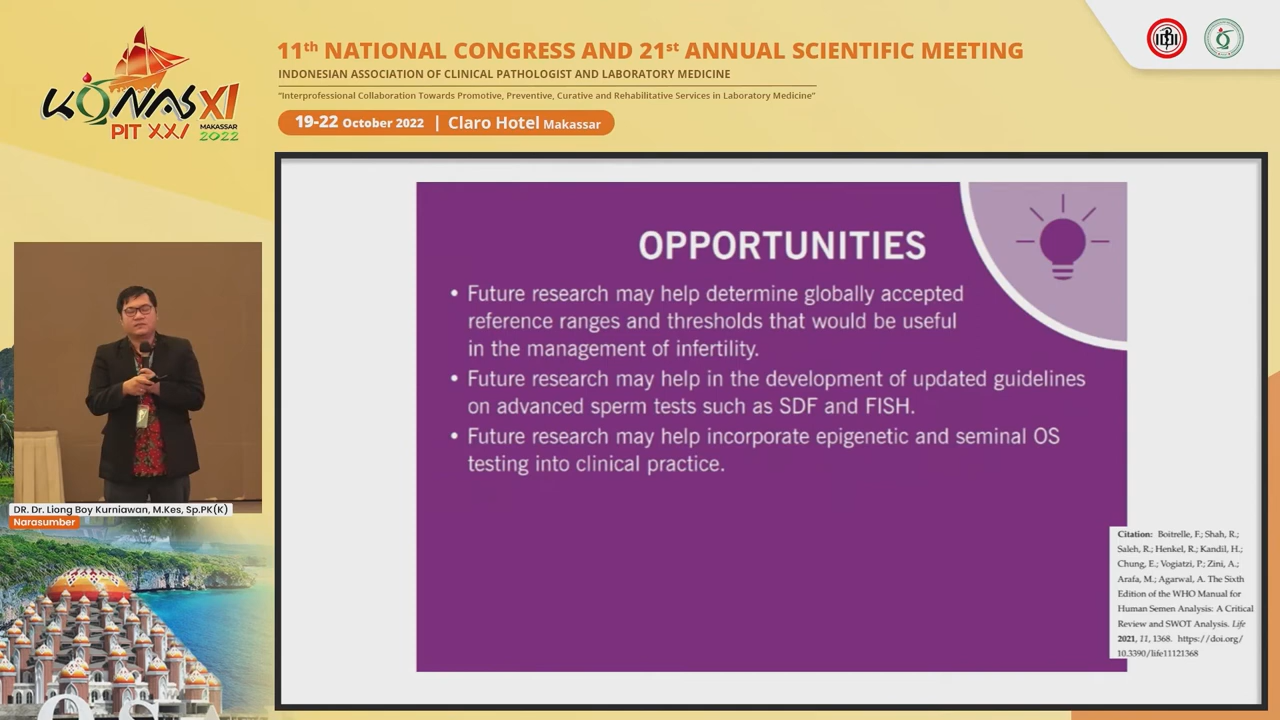 KONAS XI
PIT XXI
MAKASSAR
2022
11th NATIONAL CONGRESS AND 21st ANNUAL SCIENTIFIC MEETING
INDONESIAN ASSOCIATION OF CLINICAL PATHOLOGIST AND LABORATORY MEDICINE
"Interprofessional Collaboration Towards Promotive, Preventive, Curative and Rehabilitative Services in Laboratory Medicine"
19-22 October 2022 | Claro Hotel Makassar
IDI
OPPORTUNITIES
• Future research may help determine globally accepted
reference ranges and thresholds that would be useful
in the management of infertility.
• Future research may help in the development of updated guidelines
on advanced sperm tests such as SDF and FISH.
• Future research may help incorporate epigenetic and seminal OS
testing into clinical practice.
Citation: Boitrelle, F.; Shah, R.;
Saleh, R.; Henkel, R.; Kandil, H.;
Chung, E.; Vogiatzi, P.; Zini, A.;
Arafa, M.; Agarwal, A. The Sixth
Edition of the WHO Manual for
Human Semen Analysis: A Critical
Review and SWOT Analysis. Life
2021, 11, 1368. https://doi.org/
10.3390/life11121368
DR. Dr. Liong Boy Kurniawan, M.Kes, Sp.PK(K)
Narasumber